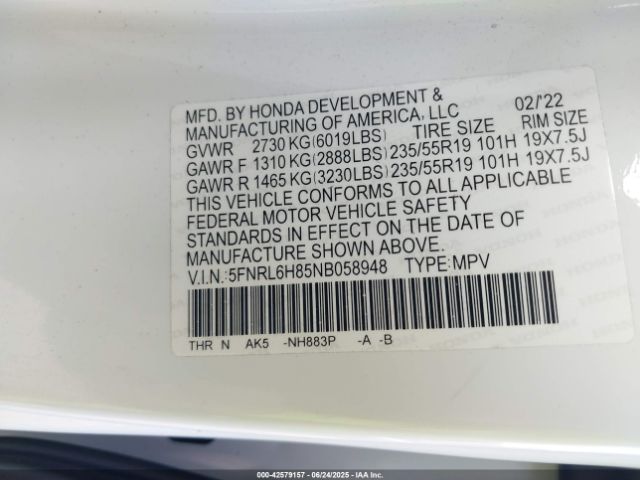 MFD. BY HONDA DEVELOPMENT & 02/'22
MANUFACTURING OF AMERICA, LLC RIM SIZE
GVWR 2730 KG(6019LBS) TIRE SIZE
GAWR F 1310 KG(2888LBS) 235/55R19 101H 19X7.5J
GAWR R 1465 KG(3230LBS) 235/55R19 101H 19X7.5J
THIS VEHICLE CONFORMS TO ALL APPLICABLE
FEDERAL MOTOR VEHICLE SAFETY
STANDARDS IN EFFECT ON THE DATE OF
MANUFACTURE SHOWN ABOVE.
V.I.N.:5FNRL6H85NB058948 TYPE:MPV
THR N AK5 -NH883P -A -B
000-42579157 - 06/24/2025 - IAAI.COM